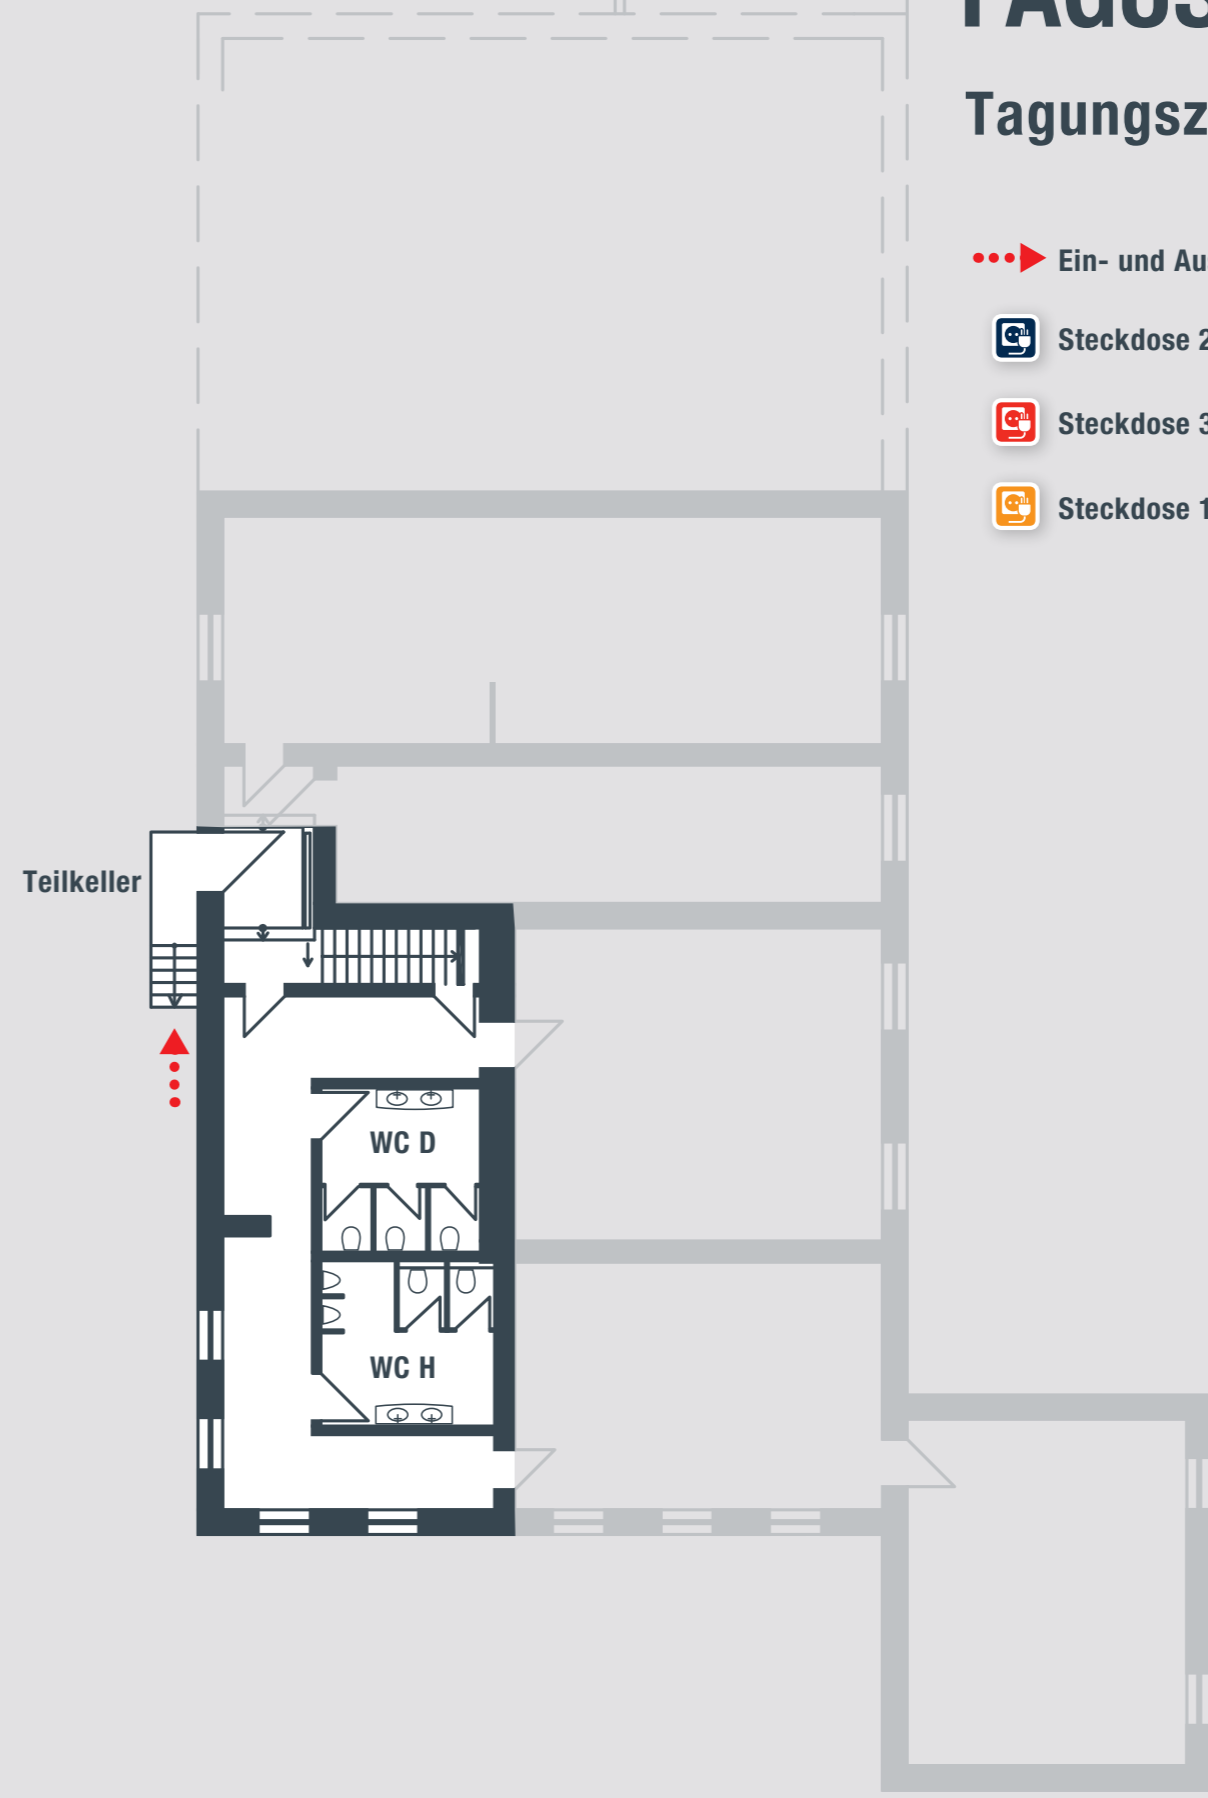 Tagungsz
Ein- und Au
Steckdose 2
Steckdose 3
Steckdose 1
Teilkeller
WC D
WC H